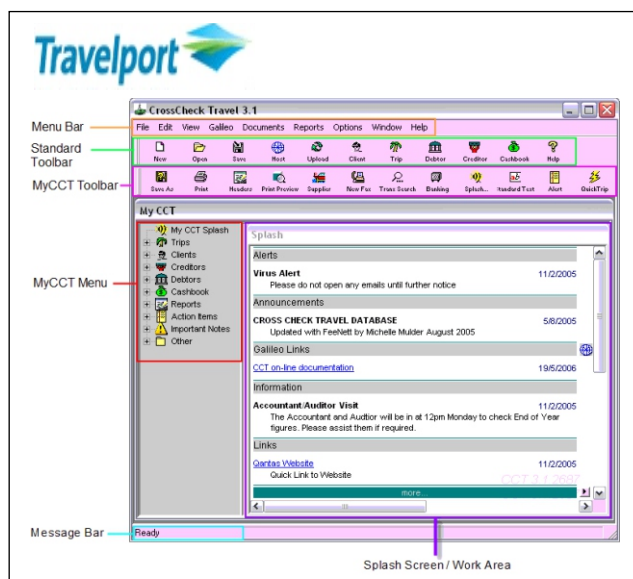 Travelport
CrossCheck Travel 3.1
Menu Bar
File Edit View Galileo Documents Reports Options Window Help
Standard
Toolbar
New Open Save Host Upload Client Trip Debtor Creditor Cashbook Help
MyCCT Toolbar
Save As Print Headers Print Preview Supplier New Fax Trans Search Banking Splash... Standard Text Alert QuickTrip
My CCT
MyCCT Menu
My CCT Splash
Trips
Clients
Creditors
Debtors
Cashbook
Reports
Action Items
Important Notes
Other
Splash
Alerts
Virus Alert 11/2/2005
Please do not open any emails until further notice
Announcements
CROSS CHECK TRAVEL DATABASE 5/8/2005
Updated with FeeNett by Michelle Mulder August 2005
Galileo Links
CCT on-line documentation 19/5/2006
Information
Accountant/Auditor Visit 11/2/2005
The Accountant and Audtior will be in at 12pm Monday to check End of Year
figures. Please assist them if required.
Links
Qantas Website 11/2/2005
Quick Link to Website
more...
Message Bar
Ready
Splash Screen / Work Area